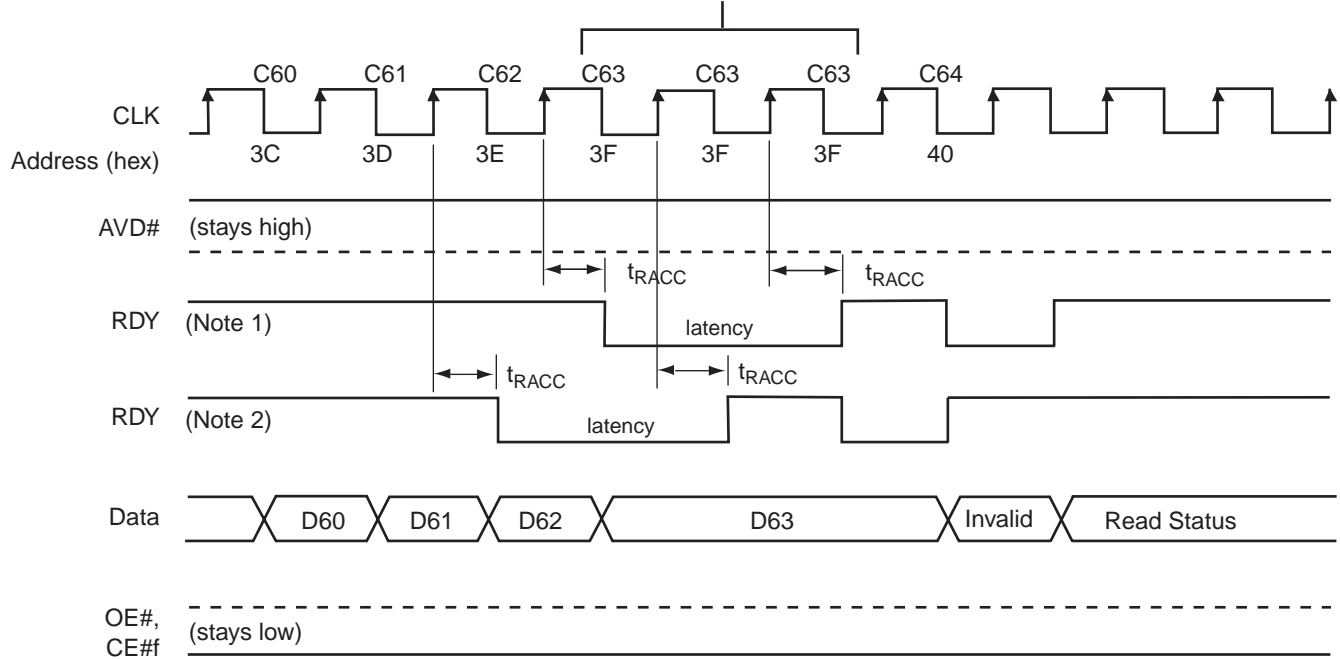 C60 C61 C62 C63 C63 C63 C64
CLK
3C 3D 3E 3F 3F 3F 40
Address (hex)
AVD# (stays high)
tRACC tRACC
RDY (Note 1) latency
tRACC tRACC
RDY (Note 2) latency
Data D60 D61 D62 D63 Invalid Read Status
OE#,
CE#f (stays low)